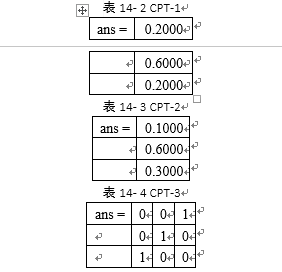 表 14- 2 CPT-1
ans = 0.2000
0.6000
0.2000
表 14- 3 CPT-2
ans = 0.1000
0.6000
0.3000
表 14- 4 CPT-3
ans = 0 0 1
0 1 0
1 0 0